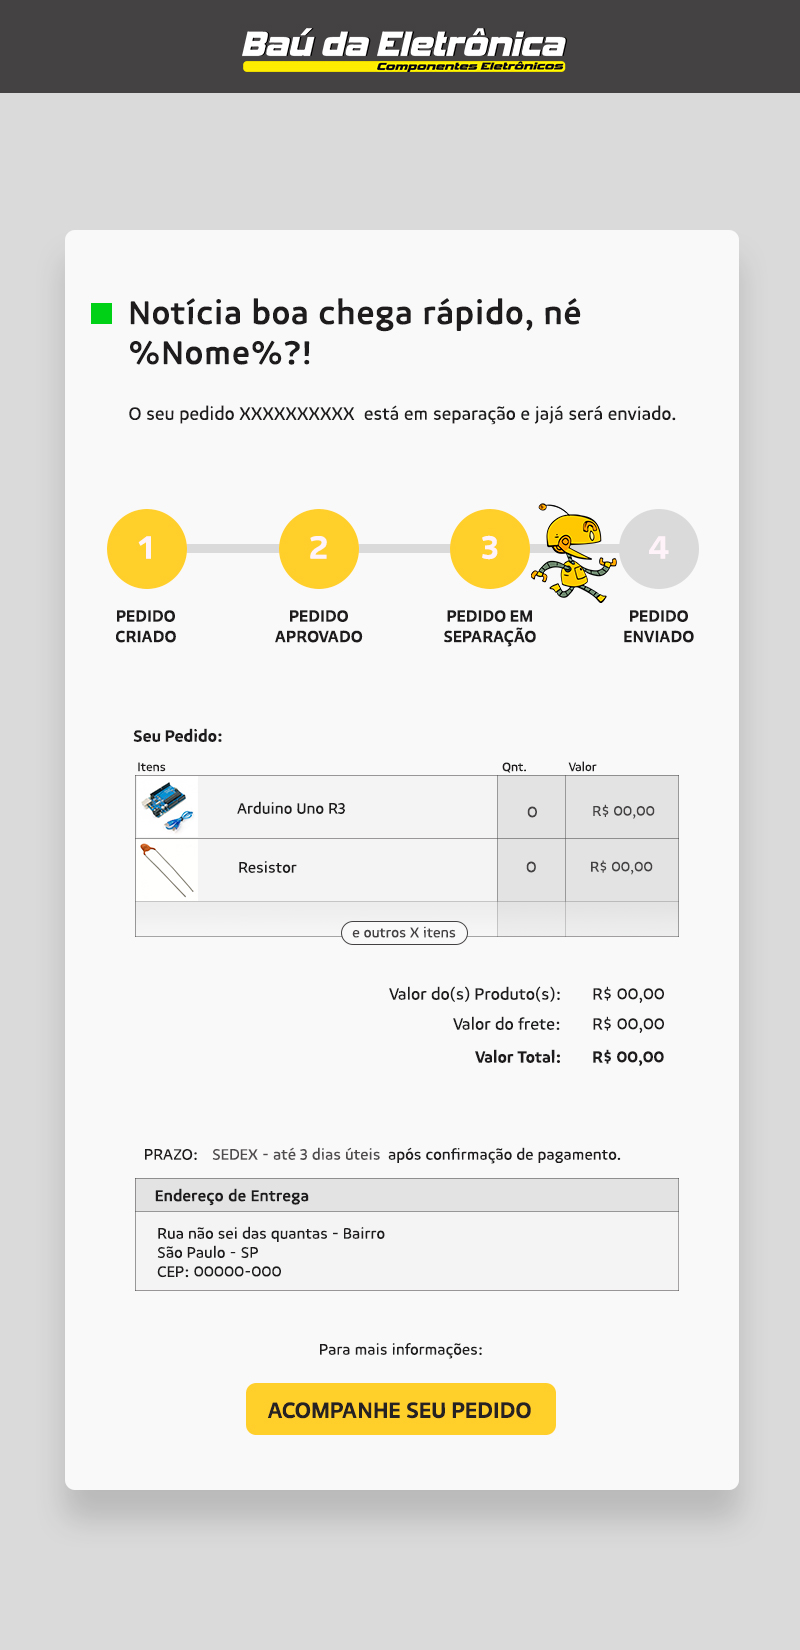 Baú da Eletrônica
Componentes Eletrônicos
Notícia boa chega rápido, né
%Nome%?!
O seu pedido XXXXXXXXXX está em separação e jajá será enviado.
1 2 3 4
PEDIDO CRIADO
PEDIDO APROVADO
PEDIDO EM SEPARAÇÃO
PEDIDO ENVIADO
Seu Pedido:
Itens Qnt. Valor
Arduino Uno R3 0 R$ 00,00
Resistor 0 R$ 00,00
e outros X itens
Valor do(s) Produto(s): R$ 00,00
Valor do frete: R$ 00,00
Valor Total: R$ 00,00
PRAZO: SEDEX - até 3 dias úteis após confirmação de pagamento.
Endereço de Entrega
Rua não sei das quantas - Bairro
São Paulo - SP
CEP: 00000-000
Para mais informações:
ACOMPANHE SEU PEDIDO